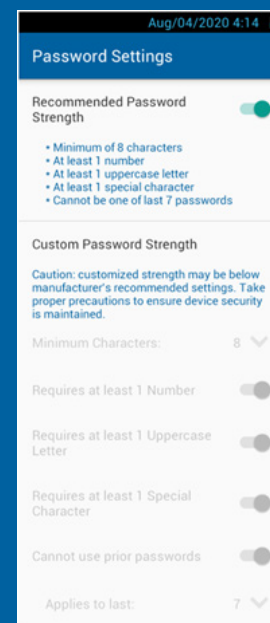 Aug/04/2020 4:14
Password Settings
Recommended Password
Strength
• Minimum of 8 characters
• At least 1 number
• At least 1 uppercase letter
• At least 1 special character
• Cannot be one of last 7 passwords
Custom Password Strength
Caution: customized strength may be below
manufacturer's recommended settings. Take
proper precautions to ensure device security
is maintained.
Minimum Characters: 8
Requires at least 1 Number
Requires at least 1 Uppercase
Letter
Requires at least 1 Special
Character
Cannot use prior passwords
Applies to last: 7